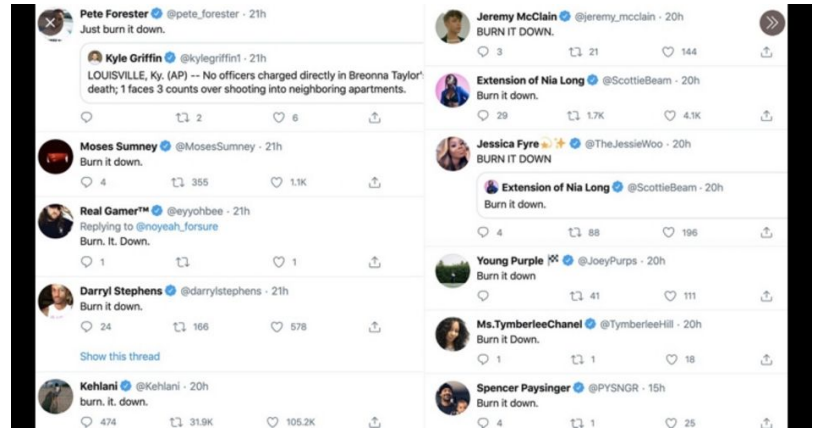 Pete Forester @pete_forester · 21h
Just burn it down.
Kyle Griffin @kylegriffin1 · 21h
LOUISVILLE, Ky. (AP) -- No officers charged directly in Breonna Taylor's
death; 1 faces 3 counts over shooting into neighboring apartments.
2 6
Moses Sumney @MosesSumney · 21h
Burn it down.
4 355 1.1K
Real Gamer™ @eyyohbee · 21h
Replying to @noyeah_forsure
Burn. It. Down.
1 1
Darryl Stephens @darrylstephens · 21h
Burn it down.
24 166 578
Show this thread
Kehlani @Kehlani · 20h
burn. it. down.
474 31.9K 105.2K
Jeremy McClain @jeremy_mcclain · 20h
BURN IT DOWN.
3 21 144
Extension of Nia Long @ScottieBeam · 20h
Burn it down.
29 1.7K 4.1K
Jessica Fyre @TheJessieWoo · 20h
BURN IT DOWN
Extension of Nia Long @ScottieBeam · 20h
Burn it down.
4 88 196
Young Purple @JoeyPurps · 20h
Burn it down
41 111
Ms.TymberleeChanel @TymberleeHill · 20h
Burn it Down.
1 1 18
Spencer Paysinger @PYSNGR · 15h
Burn it down.
4 1 25